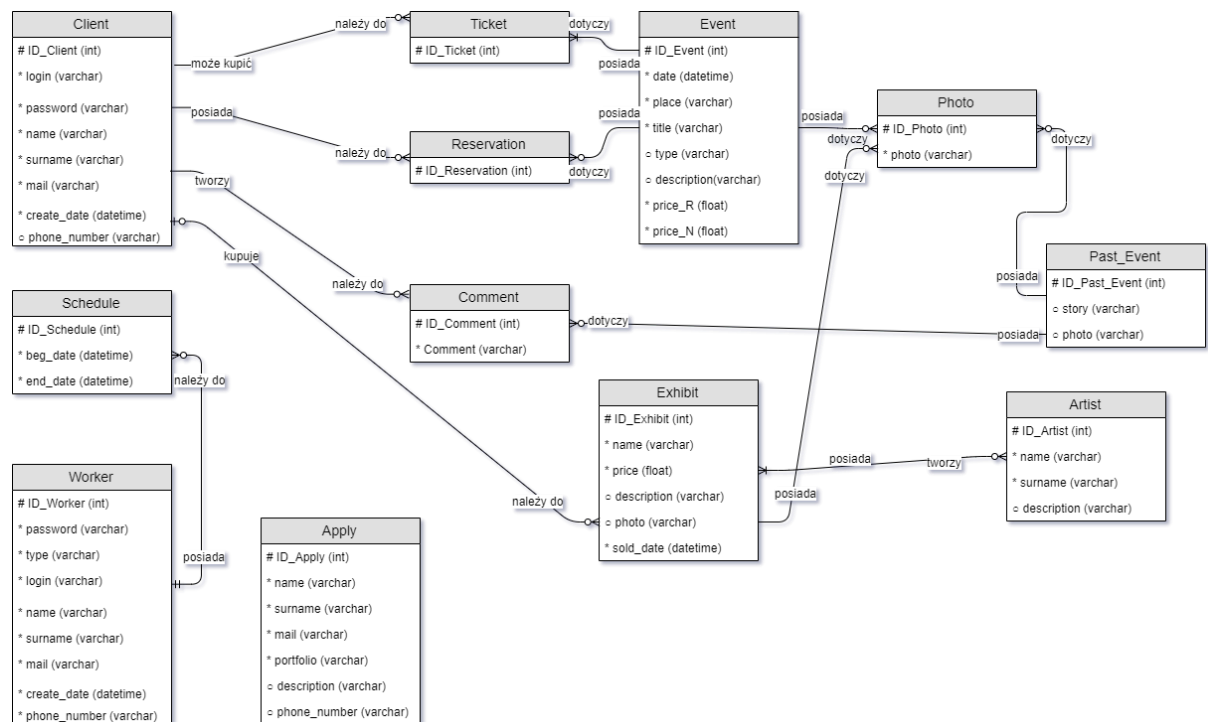 Client
# ID_Client (int)
* login (varchar)
* password (varchar)
* name (varchar)
* surname (varchar)
* mail (varchar)
* create_date (datetime)
○ phone_number (varchar)
należy do
może kupić
posiada
należy do
tworzy
należy do
kupuje
należy do
Ticket
# ID_Ticket (int)
dotyczy
posiada
Reservation
# ID_Reservation (int)
posiada
dotyczy
Event
# ID_Event (int)
* date (datetime)
* place (varchar)
* title (varchar)
○ type (varchar)
○ description(varchar)
* price_R (float)
* price_N (float)
posiada
dotyczy
dotyczy
Photo
# ID_Photo (int)
* photo (varchar)
dotyczy
posiada
Past_Event
# ID_Past_Event (int)
○ story (varchar)
○ photo (varchar)
posiada
Comment
# ID_Comment (int)
* Comment (varchar)
dotyczy
Schedule
# ID_Schedule (int)
* beg_date (datetime)
* end_date (datetime)
należy do
posiada
Exhibit
# ID_Exhibit (int)
* name (varchar)
* price (float)
○ description (varchar)
○ photo (varchar)
* sold_date (datetime)
posiada
posiada
tworzy
Artist
# ID_Artist (int)
* name (varchar)
* surname (varchar)
○ description (varchar)
Worker
# ID_Worker (int)
* password (varchar)
* type (varchar)
* login (varchar)
* name (varchar)
* surname (varchar)
* mail (varchar)
* create_date (datetime)
* phone_number (varchar)
Apply
# ID_Apply (int)
* name (varchar)
* surname (varchar)
* mail (varchar)
* portfolio (varchar)
○ description (varchar)
○ phone_number (varchar)